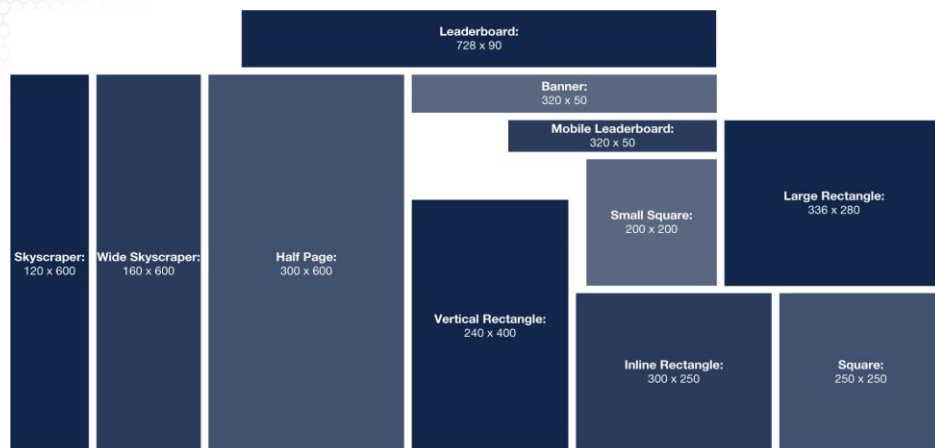 Leaderboard:
728 x 90
Banner:
320 x 50
Mobile Leaderboard:
320 x 50
Large Rectangle:
336 x 280
Small Square:
200 x 200
Skyscraper:
120 x 600
Wide Skyscraper:
160 x 600
Half Page:
300 x 600
Vertical Rectangle:
240 x 400
Inline Rectangle:
300 x 250
Square:
250 x 250